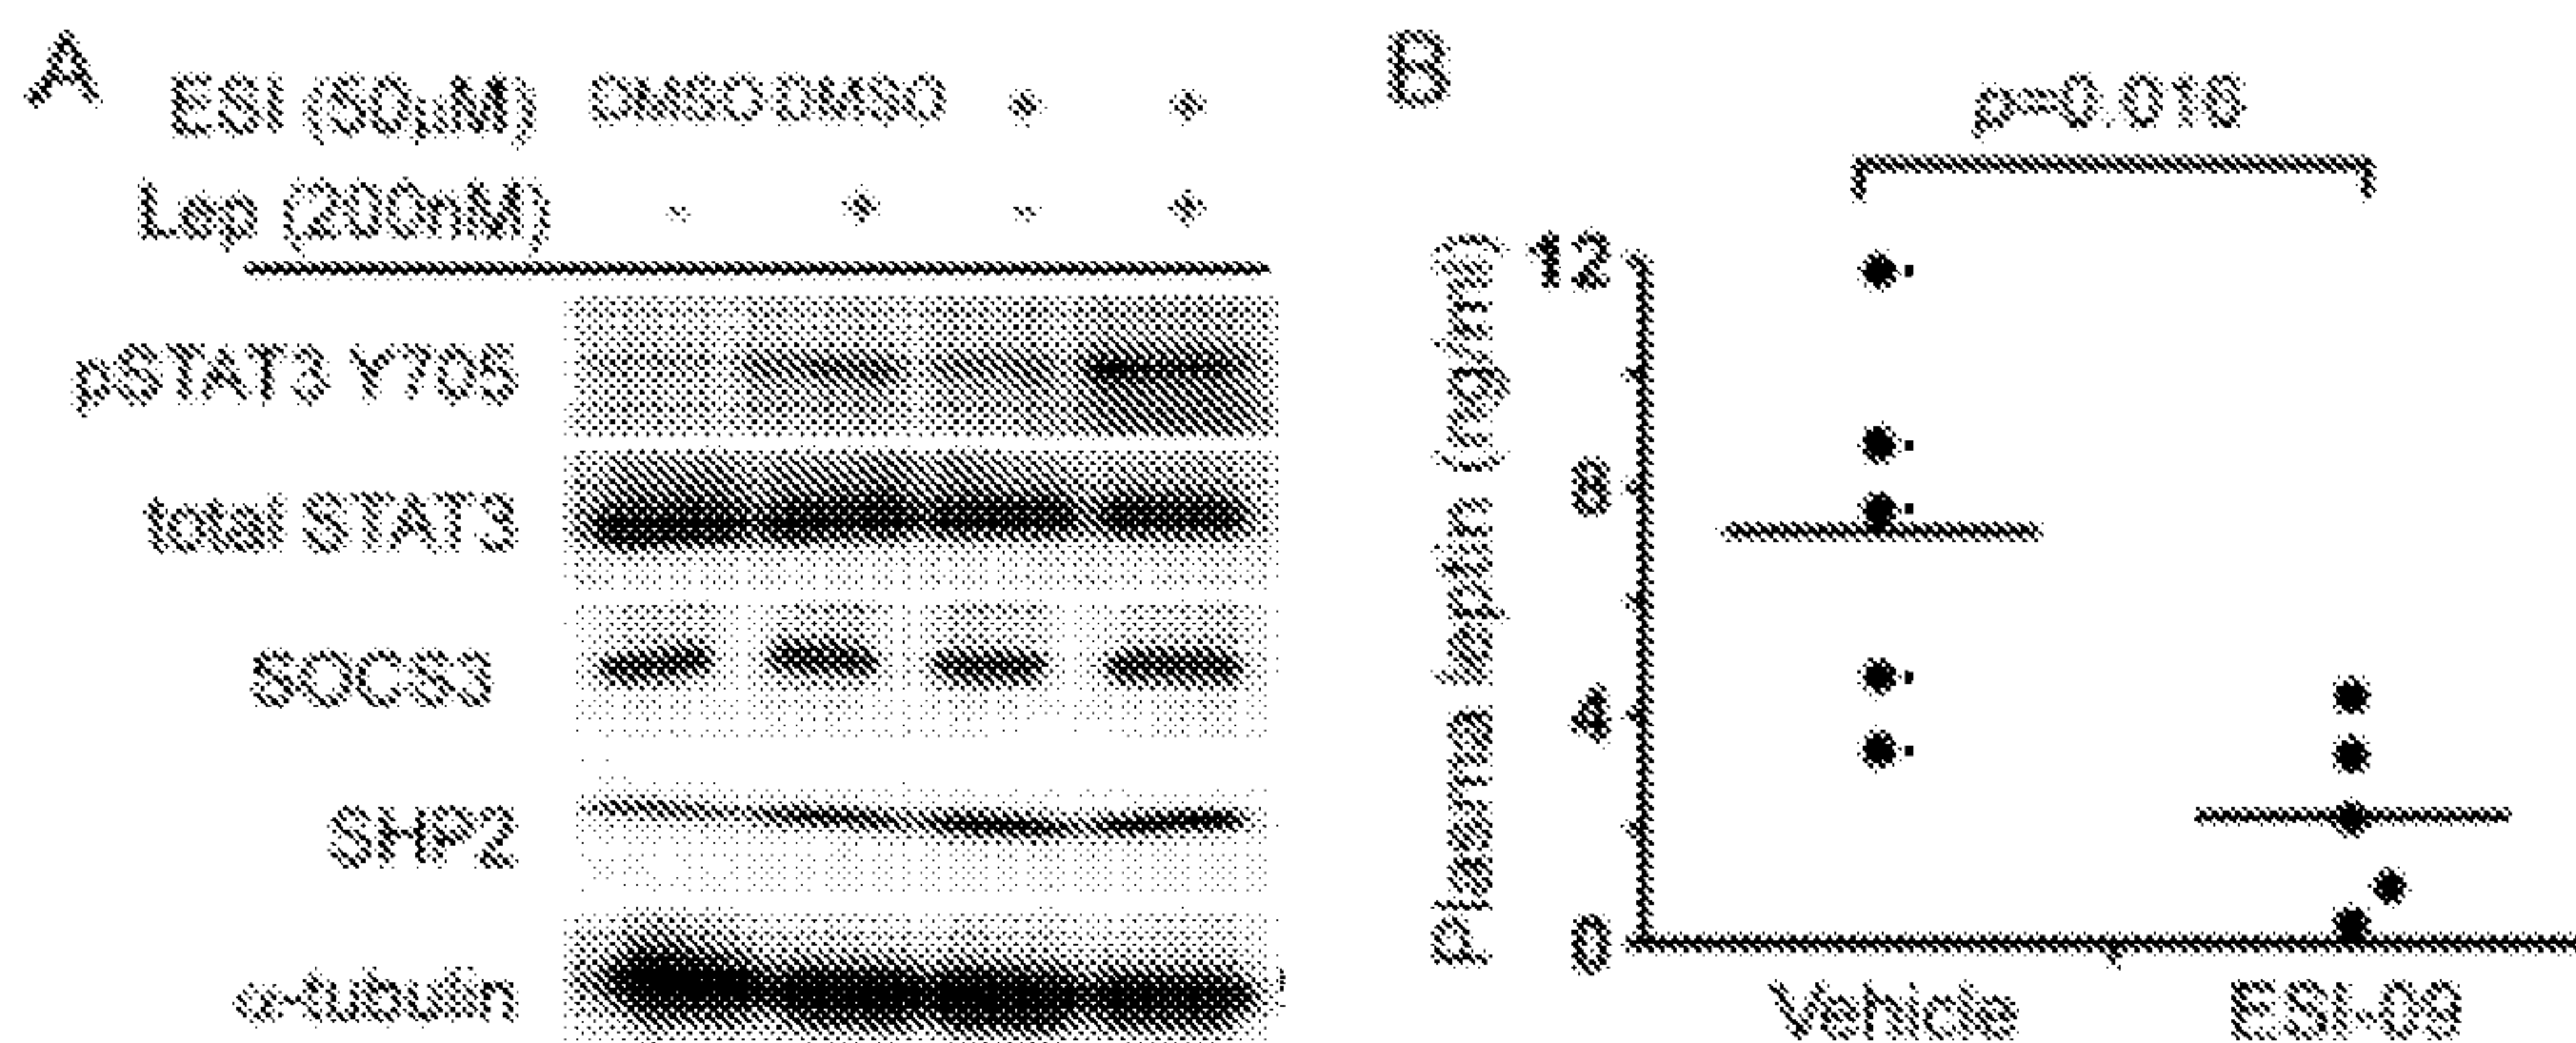 A
ESI (50μM) DMSO DMSO + +
Lep (200nM) - + - +
pSTAT3 Y705
total STAT3
SOCS3
SHP2
α-tubulin
B
p=0.016
Plasma leptin (ng/ml)
12
8
4
0
Vehicle ESI-09